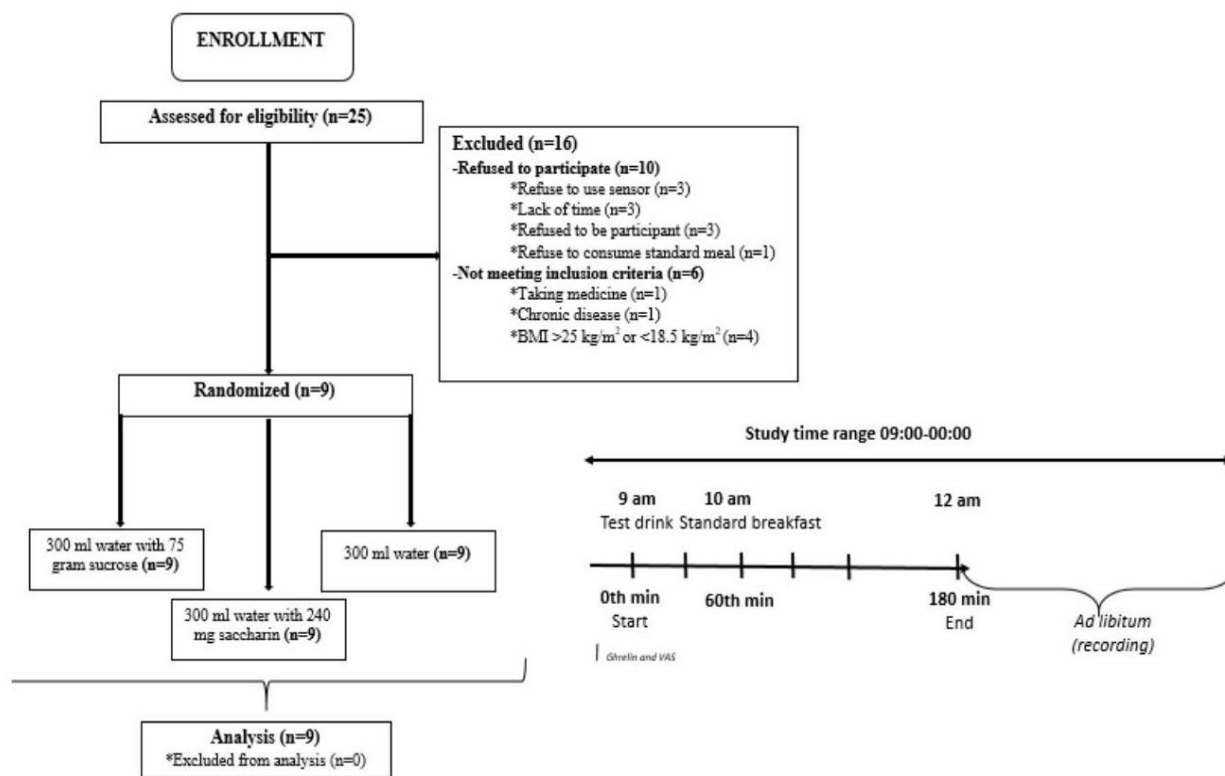 ENROLLMENT
Assessed for eligibility (n=25)
Excluded (n=16)
-Refused to participate (n=10)
*Refuse to use sensor (n=3)
*Lack of time (n=3)
*Refused to be participant (n=3)
*Refuse to consume standard meal (n=1)
-Not meeting inclusion criteria (n=6)
*Taking medicine (n=1)
*Chronic disease (n=1)
*BMI >25 kg/m² or <18.5 kg/m² (n=4)
Randomized (n=9)
300 ml water with 75
gram sucrose (n=9)
300 ml water with 240
mg saccharin (n=9)
300 ml water (n=9)
Analysis (n=9)
*Excluded from analysis (n=0)
Study time range 09:00-00:00
9 am
Test drink
10 am
Standard breakfast
12 am
0th min
Start
60th min
180 min
End
Ad libitum
(recording)
Ghrelin and VAS